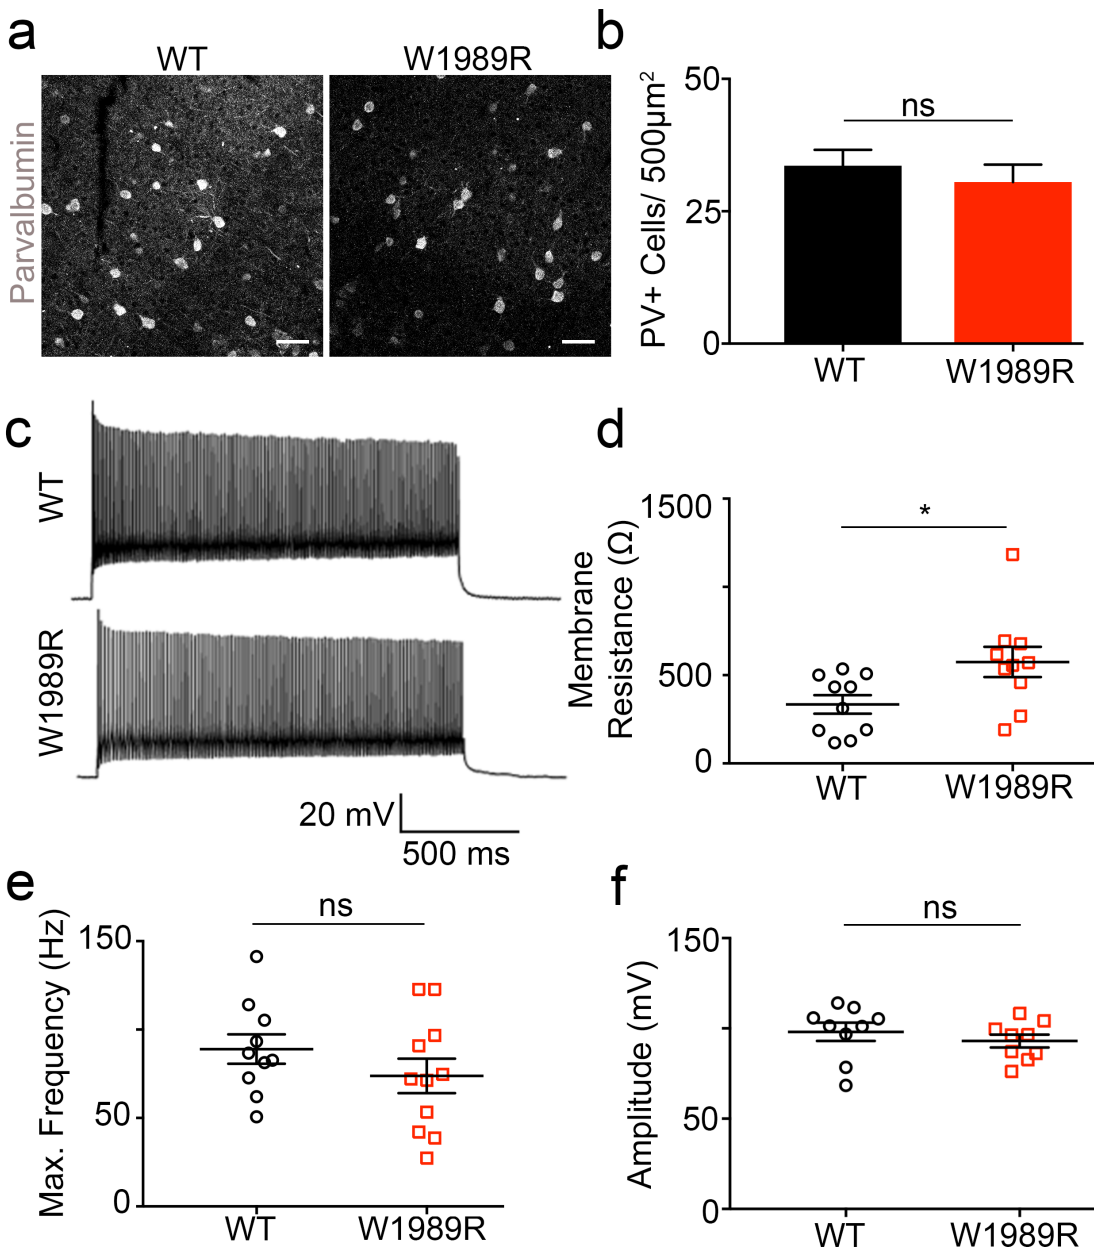 a
WT
W1989R
Parvalbumin
b
PV+ Cells/ 500µm²
50
25
0
ns
WT
W1989R
c
WT
W1989R
20 mV
500 ms
d
Membrane
Resistance (Ω)
1500
500
0
*
WT
W1989R
e
Max. Frequency (Hz)
150
50
0
ns
WT
W1989R
f
Amplitude (mV)
150
50
0
ns
WT
W1989R